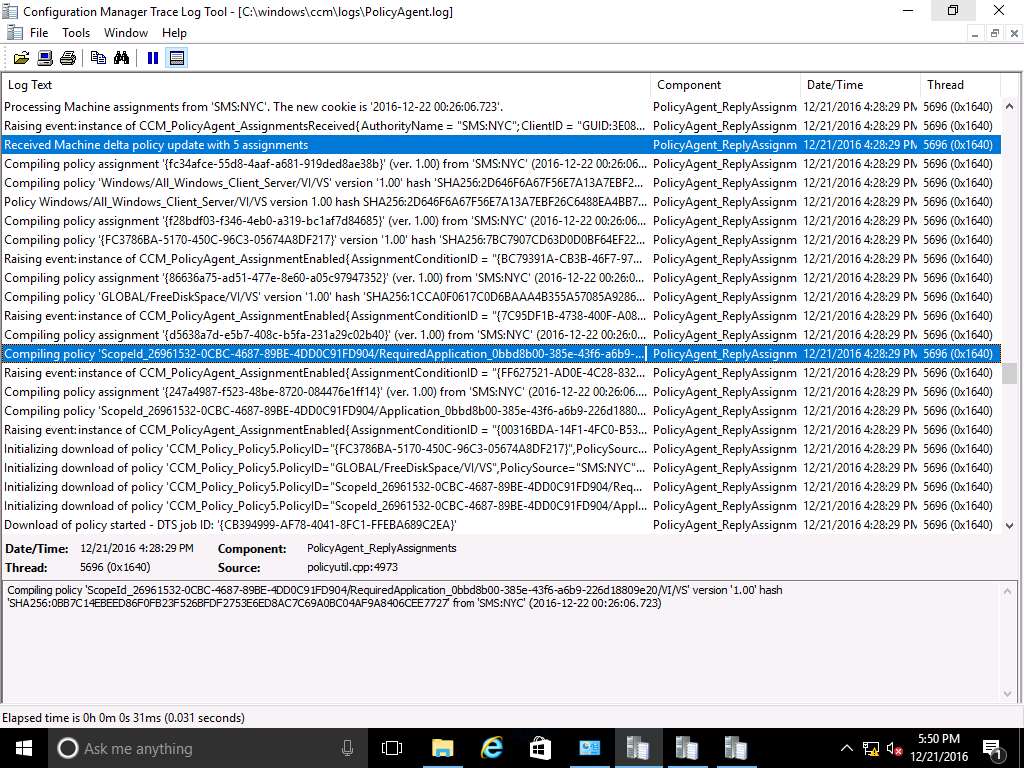 Configuration Manager Trace Log Tool - [C:\windows\ccm\logs\PolicyAgent.log]
File Tools Window Help
Log Text Component Date/Time Thread
Processing Machine assignments from 'SMS:NYC'. The new cookie is '2016-12-22 00:26:06.723'. PolicyAgent_ReplyAssignm 12/21/2016 4:28:29 PM 5696 (0x1640)
Raising event:instance of CCM_PolicyAgent_AssignmentsReceived{AuthorityName = "SMS:NYC";ClientID = "GUID:3E08... PolicyAgent_ReplyAssignm 12/21/2016 4:28:29 PM 5696 (0x1640)
Received Machine delta policy update with 5 assignments PolicyAgent_ReplyAssignm 12/21/2016 4:28:29 PM 5696 (0x1640)
Compiling policy assignment '{fc34afce-55d8-4aaf-a681-919ded8ae38b}' (ver. 1.00) from 'SMS:NYC' (2016-12-22 00:26:06... PolicyAgent_ReplyAssignm 12/21/2016 4:28:29 PM 5696 (0x1640)
Compiling policy 'Windows/All_Windows_Client_Server/VI/VS' version '1.00' hash 'SHA256:2D646F6A67F56E7A13A7EBF2... PolicyAgent_ReplyAssignm 12/21/2016 4:28:29 PM 5696 (0x1640)
Policy Windows/All_Windows_Client_Server/VI/VS version 1.00 hash SHA256:2D646F6A67F56E7A13A7EBF26C6488EA4BB7... PolicyAgent_ReplyAssignm 12/21/2016 4:28:29 PM 5696 (0x1640)
Compiling policy assignment '{f28bdf03-f346-4eb0-a319-bc1af7d84685}' (ver. 1.00) from 'SMS:NYC' (2016-12-22 00:26:06... PolicyAgent_ReplyAssignm 12/21/2016 4:28:29 PM 5696 (0x1640)
Compiling policy '{FC3786BA-5170-450C-96C3-05674A8DF217}' version '1.00' hash 'SHA256:7BC7907CD63D0D0BF64EF22... PolicyAgent_ReplyAssignm 12/21/2016 4:28:29 PM 5696 (0x1640)
Raising event:instance of CCM_PolicyAgent_AssignmentEnabled{AssignmentConditionID = "{BC79391A-CB3B-46F7-97... PolicyAgent_ReplyAssignm 12/21/2016 4:28:29 PM 5696 (0x1640)
Compiling policy assignment '{86636a75-ad51-477e-8e60-a05c97947352}' (ver. 1.00) from 'SMS:NYC' (2016-12-22 00:26:0... PolicyAgent_ReplyAssignm 12/21/2016 4:28:29 PM 5696 (0x1640)
Compiling policy 'GLOBAL/FreeDiskSpace/VI/VS' version '1.00' hash 'SHA256:1CCA0F0617C0D6BAAA4B355A57085A9286... PolicyAgent_ReplyAssignm 12/21/2016 4:28:29 PM 5696 (0x1640)
Raising event:instance of CCM_PolicyAgent_AssignmentEnabled{AssignmentConditionID = "{7C95DF1B-4738-400F-A08... PolicyAgent_ReplyAssignm 12/21/2016 4:28:29 PM 5696 (0x1640)
Compiling policy assignment '{d5638a7d-e5b7-408c-b5fa-231a29c02b40}' (ver. 1.00) from 'SMS:NYC' (2016-12-22 00:26:0... PolicyAgent_ReplyAssignm 12/21/2016 4:28:29 PM 5696 (0x1640)
Compiling policy 'ScopeId_26961532-0CBC-4687-89BE-4DD0C91FD904/RequiredApplication_0bbd8b00-385e-43f6-a6b9-... PolicyAgent_ReplyAssignm 12/21/2016 4:28:29 PM 5696 (0x1640)
Raising event:instance of CCM_PolicyAgent_AssignmentEnabled{AssignmentConditionID = "{FF627521-AD0E-4C28-832... PolicyAgent_ReplyAssignm 12/21/2016 4:28:29 PM 5696 (0x1640)
Compiling policy assignment '{247a4987-f523-48be-8720-084476e1ff14}' (ver. 1.00) from 'SMS:NYC' (2016-12-22 00:26:06.... PolicyAgent_ReplyAssignm 12/21/2016 4:28:29 PM 5696 (0x1640)
Compiling policy 'ScopeId_26961532-0CBC-4687-89BE-4DD0C91FD904/Application_0bbd8b00-385e-43f6-a6b9-226d1880... PolicyAgent_ReplyAssignm 12/21/2016 4:28:29 PM 5696 (0x1640)
Raising event:instance of CCM_PolicyAgent_AssignmentEnabled{AssignmentConditionID = "{00316BDA-14F1-4FC0-B53... PolicyAgent_ReplyAssignm 12/21/2016 4:28:29 PM 5696 (0x1640)
Initializing download of policy 'CCM_Policy_Policy5.PolicyID="{FC3786BA-5170-450C-96C3-05674A8DF217}",PolicySourc... PolicyAgent_ReplyAssignm 12/21/2016 4:28:29 PM 5696 (0x1640)
Initializing download of policy 'CCM_Policy_Policy5.PolicyID="GLOBAL/FreeDiskSpace/VI/VS",PolicySource="SMS:NYC"... PolicyAgent_ReplyAssignm 12/21/2016 4:28:29 PM 5696 (0x1640)
Initializing download of policy 'CCM_Policy_Policy5.PolicyID="ScopeId_26961532-0CBC-4687-89BE-4DD0C91FD904/Req... PolicyAgent_ReplyAssignm 12/21/2016 4:28:29 PM 5696 (0x1640)
Initializing download of policy 'CCM_Policy_Policy5.PolicyID="ScopeId_26961532-0CBC-4687-89BE-4DD0C91FD904/Appl... PolicyAgent_ReplyAssignm 12/21/2016 4:28:29 PM 5696 (0x1640)
Download of policy started - DTS job ID: '{CB394999-AF78-4041-8FC1-FFEBA689C2EA}' PolicyAgent_ReplyAssignm 12/21/2016 4:28:29 PM 5696 (0x1640)
Date/Time: 12/21/2016 4:28:29 PM Component: PolicyAgent_ReplyAssignments
Thread: 5696 (0x1640) Source: policyutil.cpp:4973
Compiling policy 'ScopeId_26961532-0CBC-4687-89BE-4DD0C91FD904/RequiredApplication_0bbd8b00-385e-43f6-a6b9-226d18809e20/VI/VS' version '1.00' hash
'SHA256:0BB7C14EBEED86F0FB23F526BFDF2753E6ED8AC7C69A0BC04AF9A8406CEE7727' from 'SMS:NYC' (2016-12-22 00:26:06.723)
Elapsed time is 0h 0m 0s 31ms (0.031 seconds)
Ask me anything
5:50 PM
12/21/2016
1